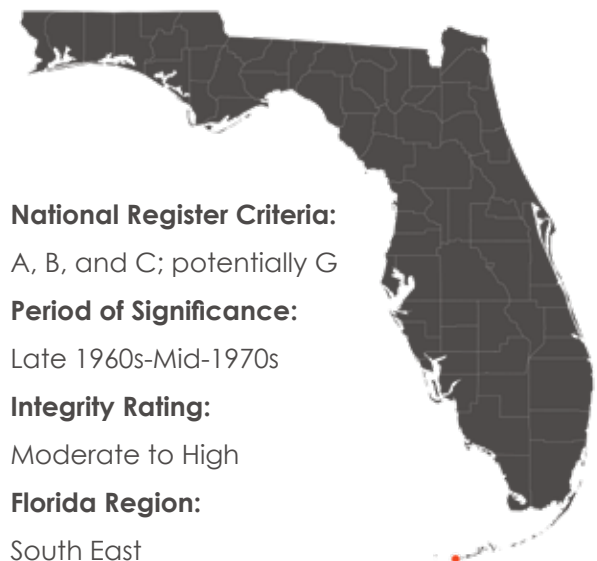 National Register Criteria:
A, B, and C; potentially G
Period of Significance:
Late 1960s-Mid-1970s
Integrity Rating:
Moderate to High
Florida Region:
South East